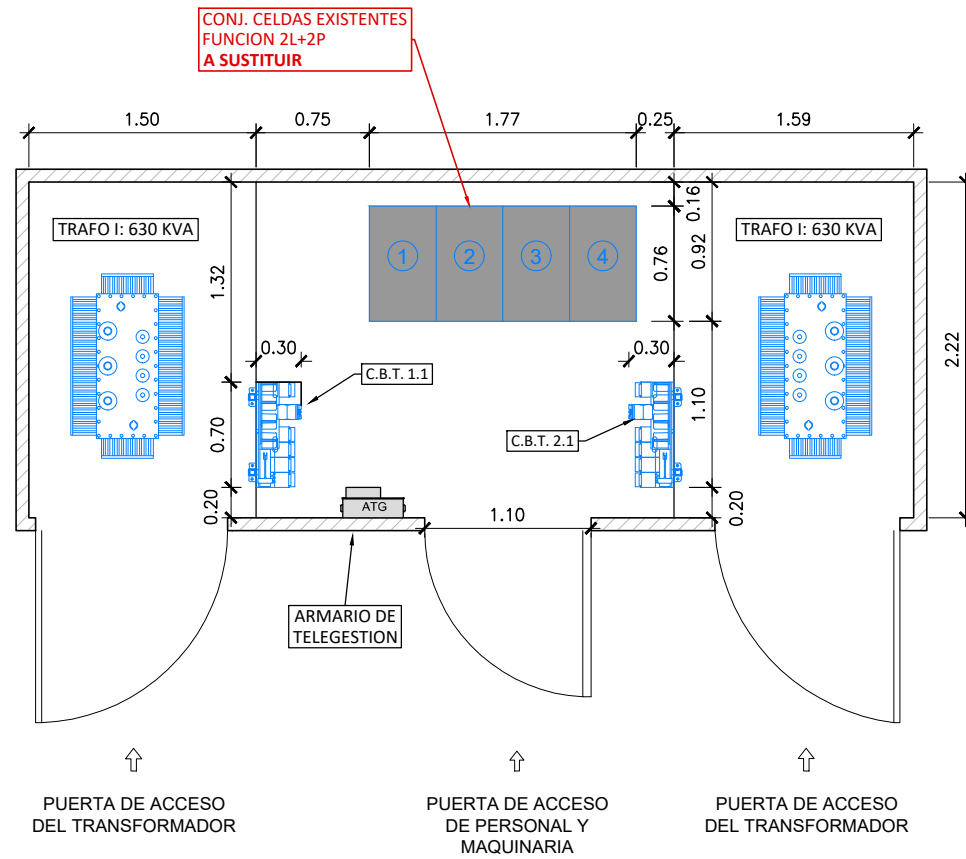 CONJ. CELDAS EXISTENTES
FUNCION 2L+2P
A SUSTITUIR
1.50
0.75
1.77
0.25
1.59
TRAFO I: 630 KVA
TRAFO I: 630 KVA
1
2
3
4
0.16
0.76
0.92
1.32
2.22
0.30
0.30
C.B.T. 1.1
C.B.T. 2.1
0.70
1.10
0.20
0.20
ATG
1.10
ARMARIO DE
TELEGESTION
PUERTA DE ACCESO
DEL TRANSFORMADOR
PUERTA DE ACCESO
DE PERSONAL Y
MAQUINARIA
PUERTA DE ACCESO
DEL TRANSFORMADOR